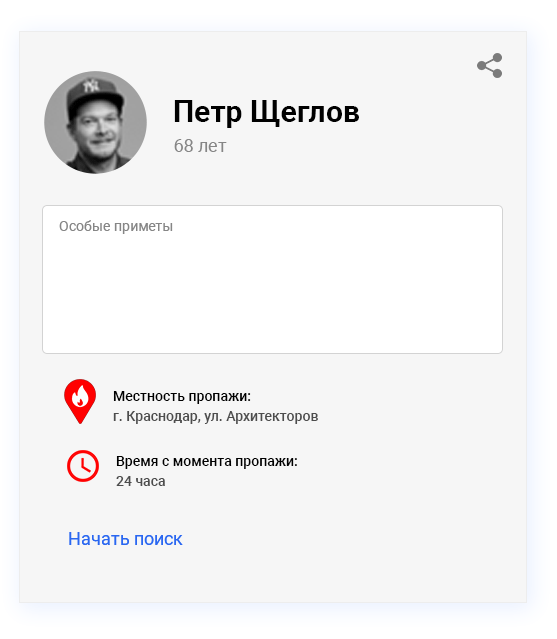 Петр Щеглов
68 лет
Особые приметы
Местность пропажи:
г. Краснодар, ул. Архитекторов
Время с момента пропажи:
24 часа
Начать поиск